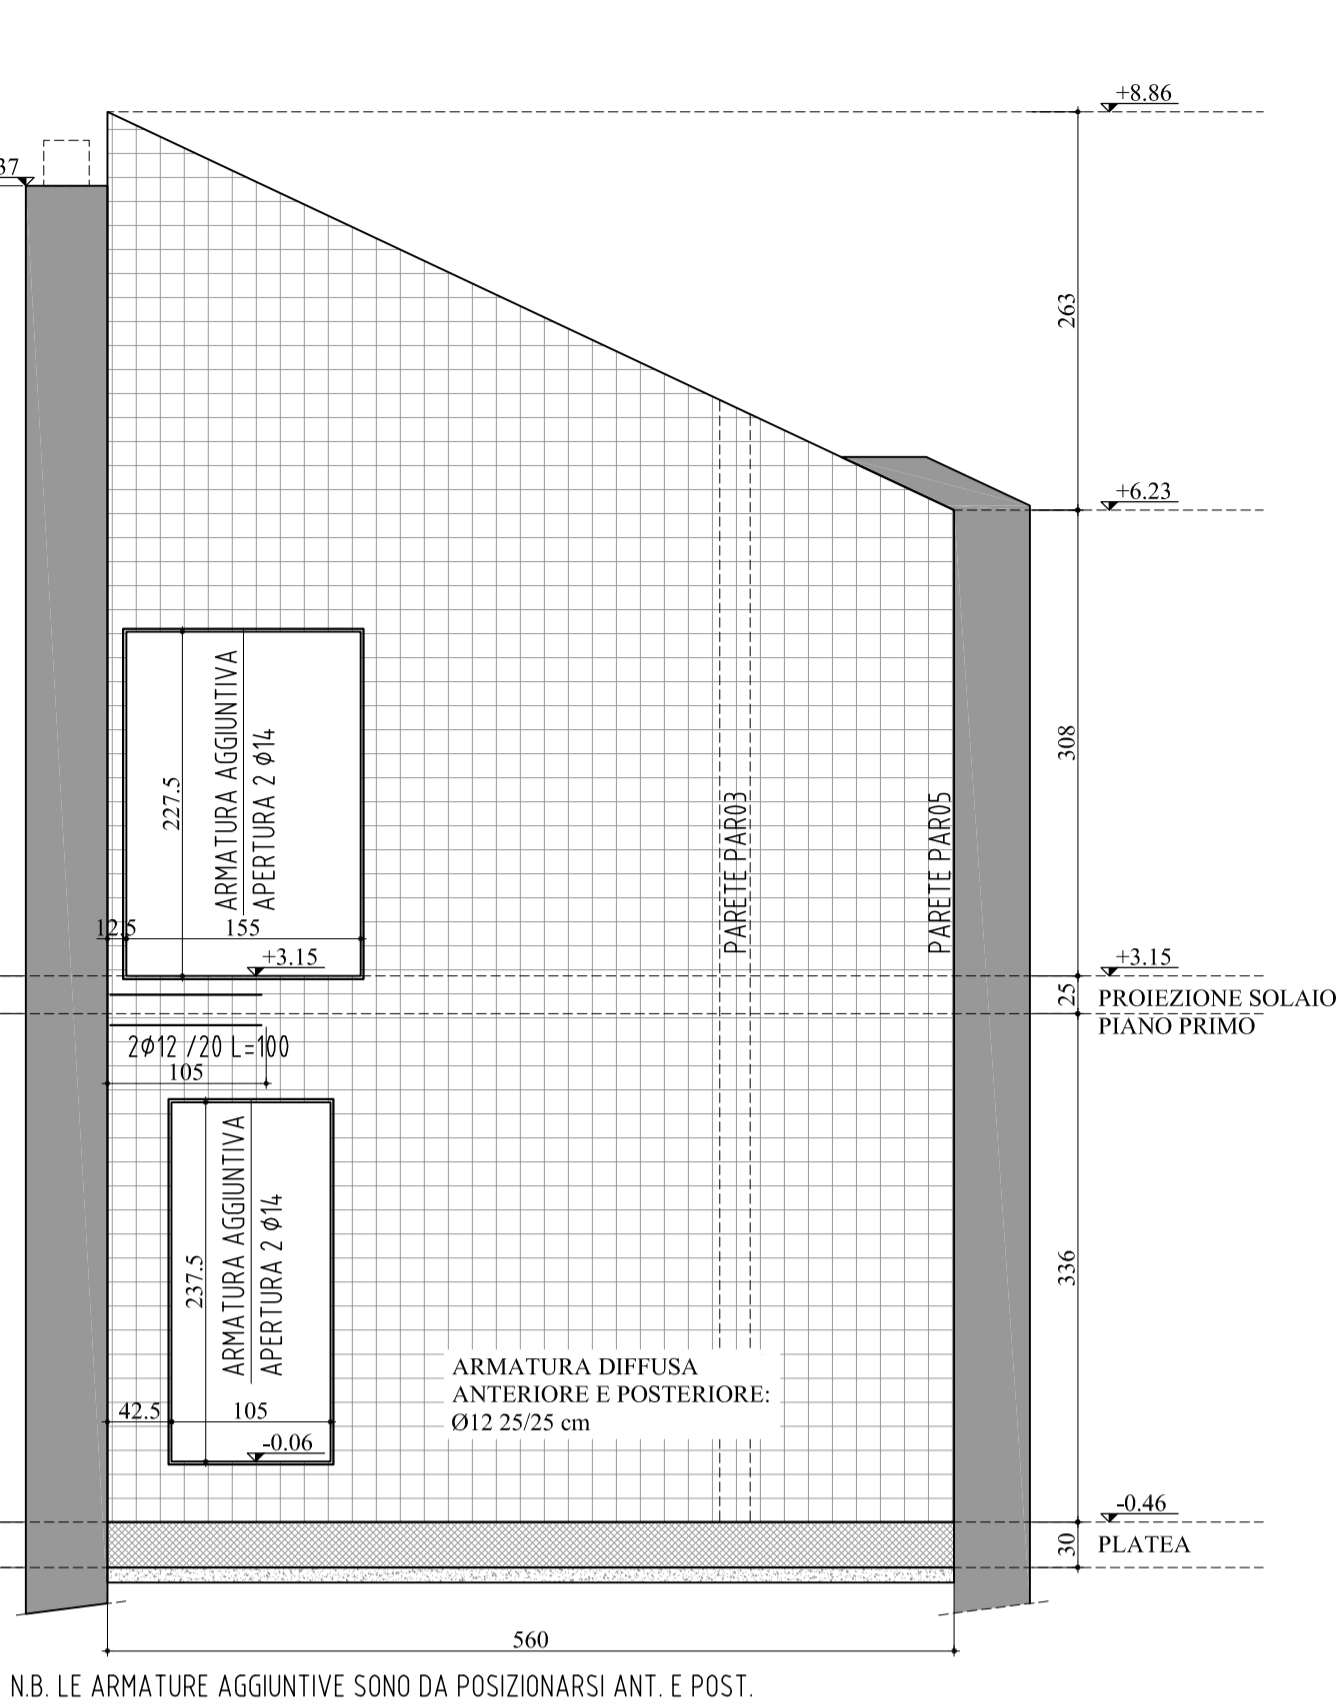 +8.86
37
263
+6.23
308
ARMATURA AGGIUNTIVA
APERTURA 2 Ø14
227.5
12.5
155
+3.15
PARETE PAR03
PARETE PAR05
+3.15
25
PROIEZIONE SOLAIO
PIANO PRIMO
2Ø12 /20 L=100
105
ARMATURA AGGIUNTIVA
APERTURA 2 Ø14
237.5
336
42.5
105
-0.06
ARMATURA DIFFUSA
ANTERIORE E POSTERIORE:
Ø12 25/25 cm
-0.46
30
PLATEA
560
N.B. LE ARMATURE AGGIUNTIVE SONO DA POSIZIONARSI ANT. E POST.